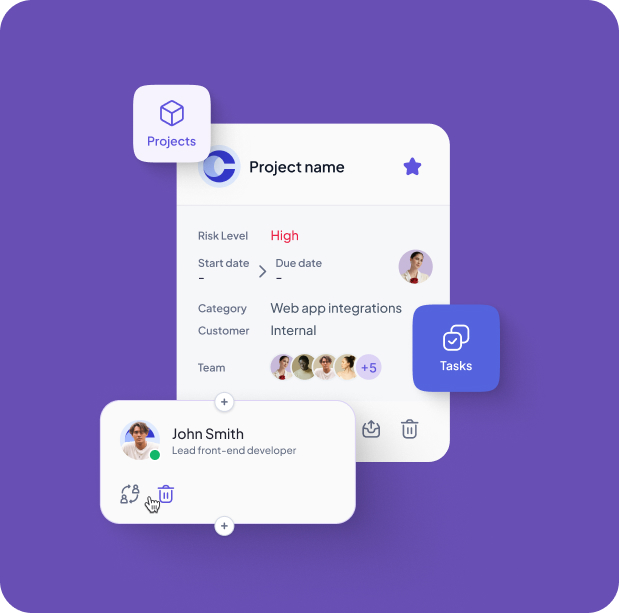 Projects
Project name
Risk Level High
Start date Due date
- -
Category Web app integrations
Customer Internal
Team +5
Tasks
+
John Smith
Lead front-end developer
+